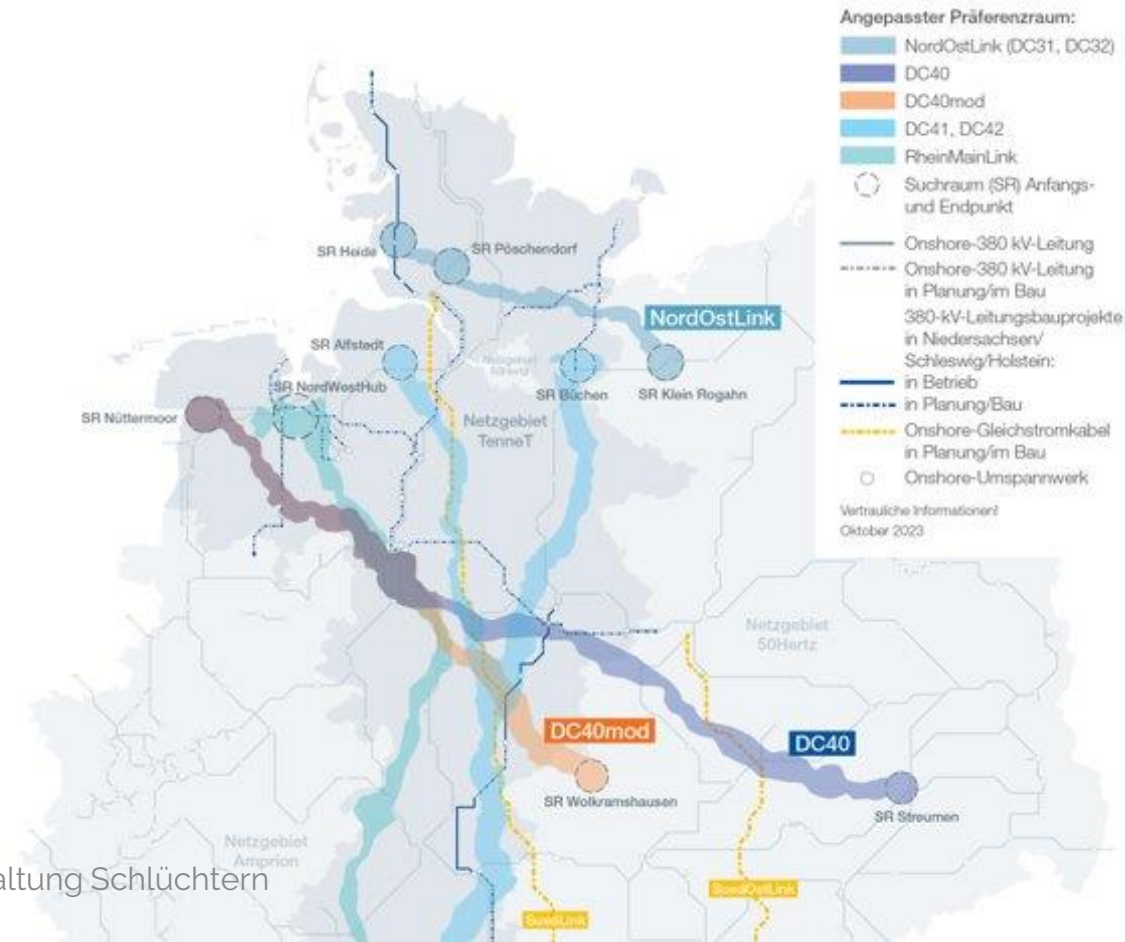 Angepasster Präferenzraum:
NordOstLink (DC31, DC32)
DC40
DC40mod
DC41, DC42
RheinMainLink
Suchraum (SR) Anfangs-
und Endpunkt
Onshore-380 kV-Leitung
Onshore-380 kV-Leitung
in Planung/im Bau
380-kV-Leitungsbauprojekte
in Niedersachsen/
Schleswig/Holstein:
in Betrieb
in Planung/Bau
Onshore-Gleichstromkabel
in Planung/im Bau
Onshore-Umspannwerk
Vertrauliche Informationen!
Oktober 2023
SR Heide
SR Pöschendorf
NordOstLink
SR Alfstedt
SR NordWestHub
SR Büchen
SR Klein Rogahn
SR Nüttermoor
Netzgebiet
TenneT
Netzgebiet
50Hertz
DC40mod
DC40
SR Wolkramshausen
SR Streumen
Netzgebiet
Amprion
altung Schlüchtern
SuedOstLink
SuedLink